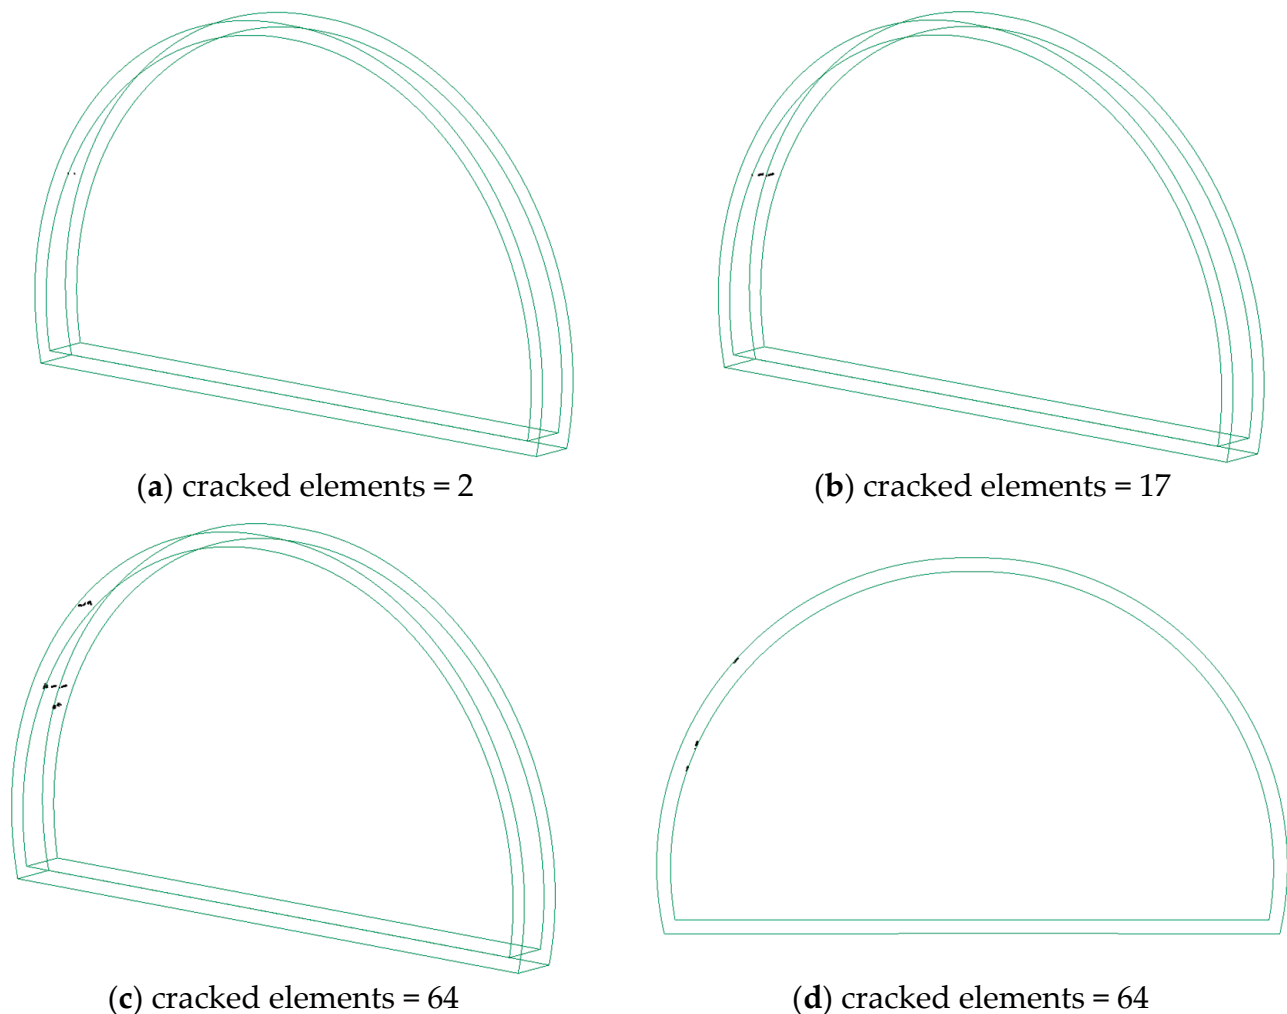 (a) cracked elements = 2
(b) cracked elements = 17
(c) cracked elements = 64
(d) cracked elements = 64